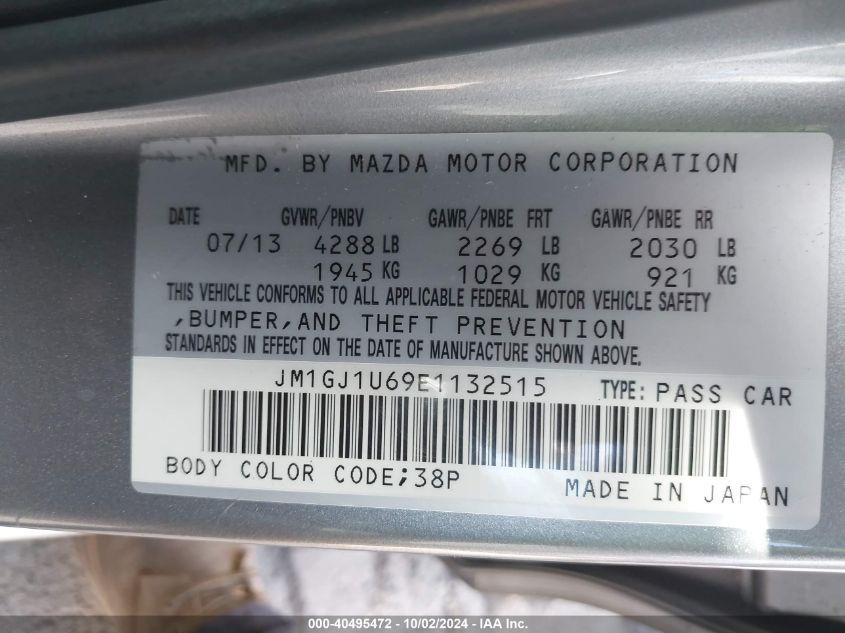 MFD. BY MAZDA MOTOR CORPORATION
DATE GVWR/PNBV GAWR/PNBE FRT GAWR/PNBE RR
07/13 4288 LB 2269 LB 2030 LB
1945 KG 1029 KG 921 KG
THIS VEHICLE CONFORMS TO ALL APPLICABLE FEDERAL MOTOR VEHICLE SAFETY
,BUMPER,AND THEFT PREVENTION
STANDARDS IN EFFECT ON THE DATE OF MANUFACTURE SHOWN ABOVE.
JM1GJ1U69E1132515 TYPE: PASS CAR
BODY COLOR CODE;38P MADE IN JAPAN
000-40495472 - 10/02/2024 - IAA Inc.